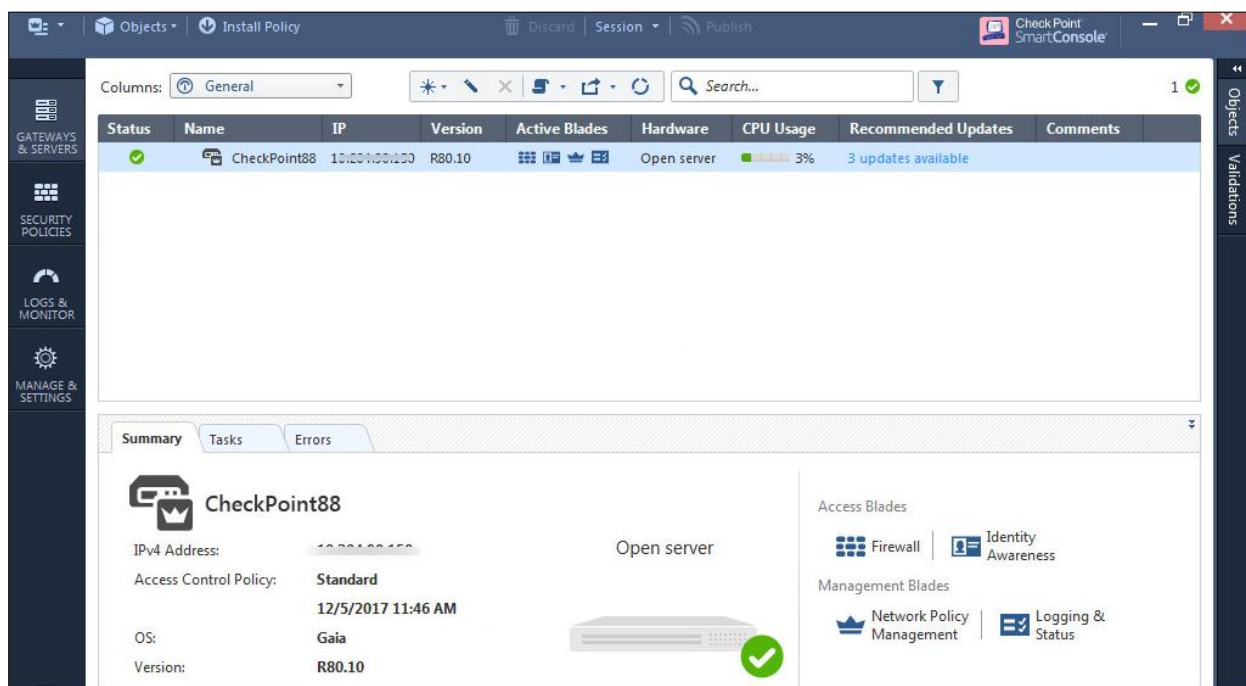 Objects
Install Policy
Discard
Session
Publish
Check Point
SmartConsole
GATEWAYS
& SERVERS
SECURITY
POLICIES
LOGS &
MONITOR
MANAGE &
SETTINGS
Columns:
General
Search...
1
Status Name IP Version Active Blades Hardware CPU Usage Recommended Updates Comments
CheckPoint88 R80.10 Open server 3% 3 updates available
Summary Tasks Errors
CheckPoint88
IPv4 Address:
Access Control Policy: Standard
12/5/2017 11:46 AM
OS: Gaia
Version: R80.10
Open server
Access Blades
Firewall
Identity
Awareness
Management Blades
Network Policy
Management
Logging &
Status
Objects
Validations